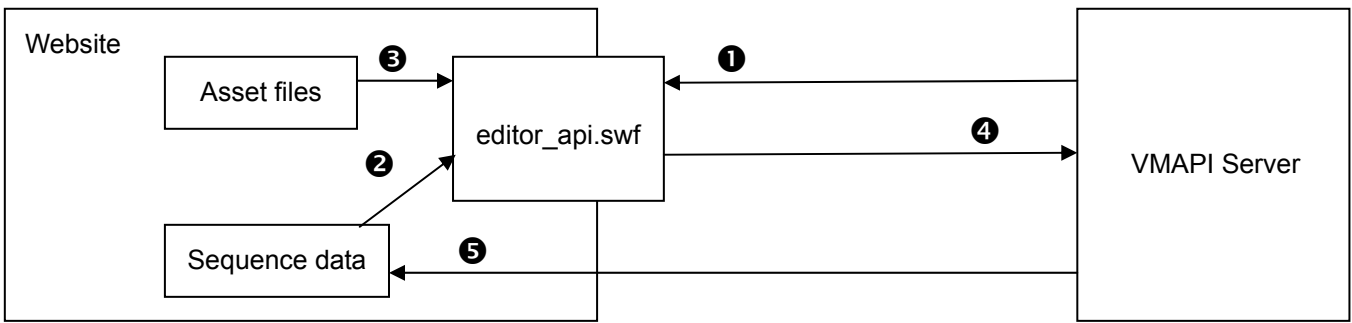 Website
❸
❶
Asset files
editor_api.swf
❹
❷
VMAPI Server
Sequence data
❺